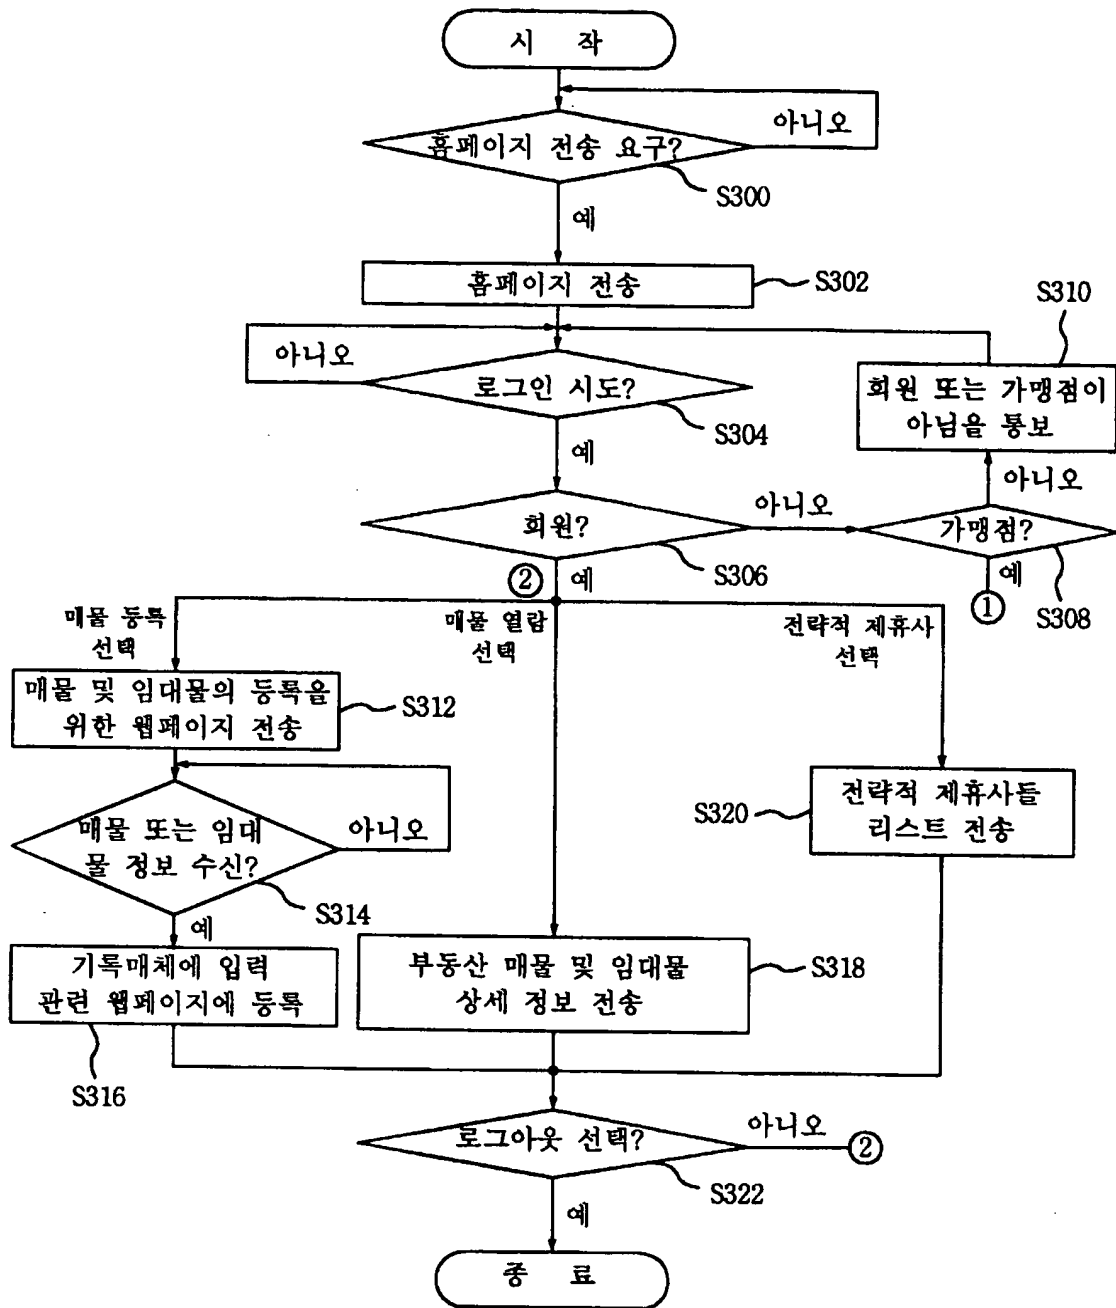 시 작
아니오
홈페이지 전송 요구?
S300
예
홈페이지 전송
S302
S310
아니오
로그인 시도?
S304
회원 또는 가맹점이
아님을 통보
예
아니오
회원?
아니오
가맹점?
S306
②
예
예
①
S308
매물 등록
선택
매물 열람
선택
전략적 제휴사
선택
매물 및 임대물의 등록을
위한 웹페이지 전송
S312
매물 또는 임대
물 정보 수신?
아니오
S314
전략적 제휴사들
리스트 전송
S320
예
기록매체에 입력
관련 웹페이지에 등록
S316
부동산 매물 및 임대물
상세 정보 전송
S318
로그아웃 선택?
아니오
②
S322
예
종 료